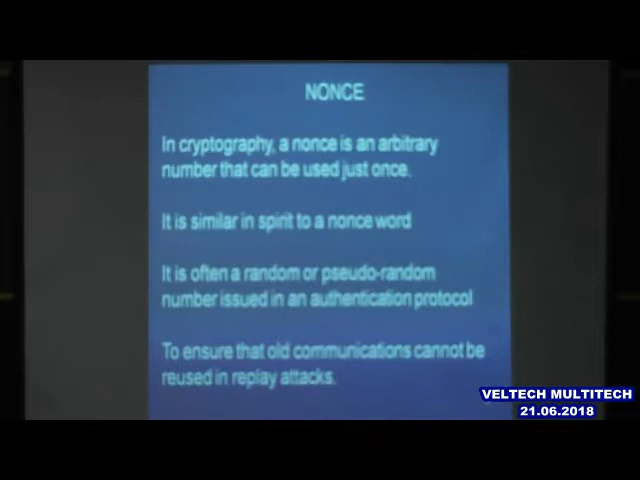 NONCE
In cryptography, a nonce is an arbitrary
number that can be used just once.
It is similar in spirit to a nonce word
It is often a random or pseudo-random
number issued in an authentication protocol
To ensure that old communications cannot be
reused in replay attacks.
VELTECH MULTITECH
21.06.2018